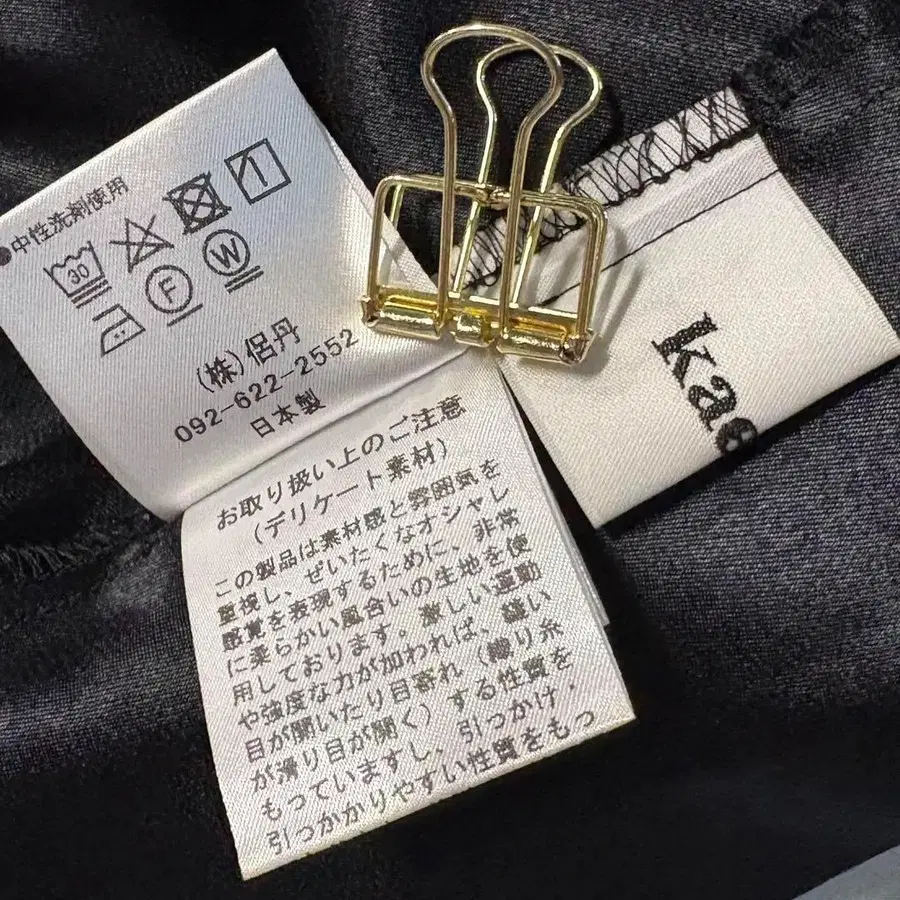 ●中性洗剤使用
30
F W
(株)侶丹
092-622-2552
日本製
お取り扱い上のご注意
(デリケート素材)
この製品は素材感と雰囲気を
重視し、ぜいたくなオシャレ
感覚を表現するために、非常
に柔らかい風合いの生地を使
用しております。激しい運動
や強度な力が加われば、縫い
目が開いたり目寄れ(織り糸
が滑り目が開く)する性質を
もっていますし、引っかけ・
引っかかりやすい性質をもっ
kae